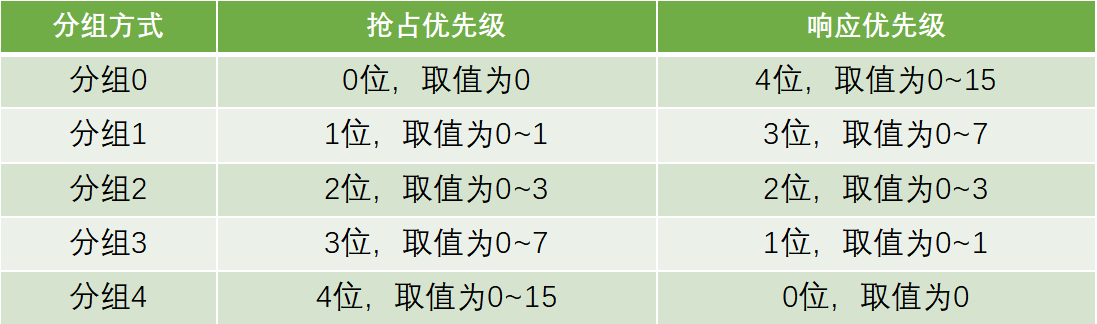 分组方式 抢占优先级 响应优先级
分组0 0位，取值为0 4位，取值为0~15
分组1 1位，取值为0~1 3位，取值为0~7
分组2 2位，取值为0~3 2位，取值为0~3
分组3 3位，取值为0~7 1位，取值为0~1
分组4 4位，取值为0~15 0位，取值为0